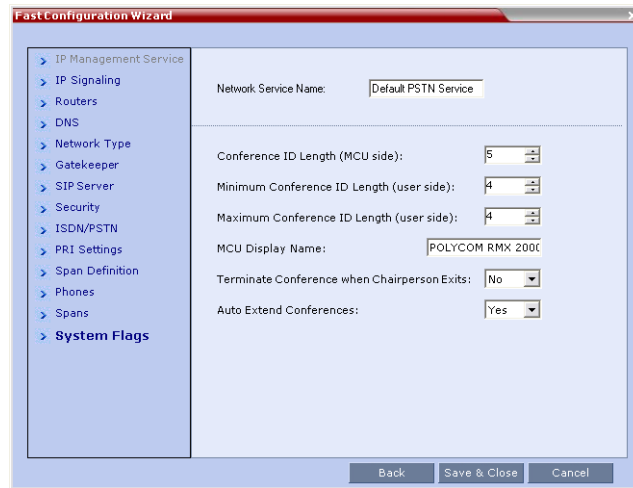 Fast Configuration Wizard
IP Management Service
IP Signaling
Routers
DNS
Network Type
Gatekeeper
SIP Server
Security
ISDN/PSTN
PRI Settings
Span Definition
Phones
Spans
System Flags
Network Service Name: Default PSTN Service
Conference ID Length (MCU side): 5
Minimum Conference ID Length (user side): 4
Maximum Conference ID Length (user side): 4
MCU Display Name: POLYCOM RMX 200
Terminate Conference when Chairperson Exits: No
Auto Extend Conferences: Yes
Back Save & Close Cancel